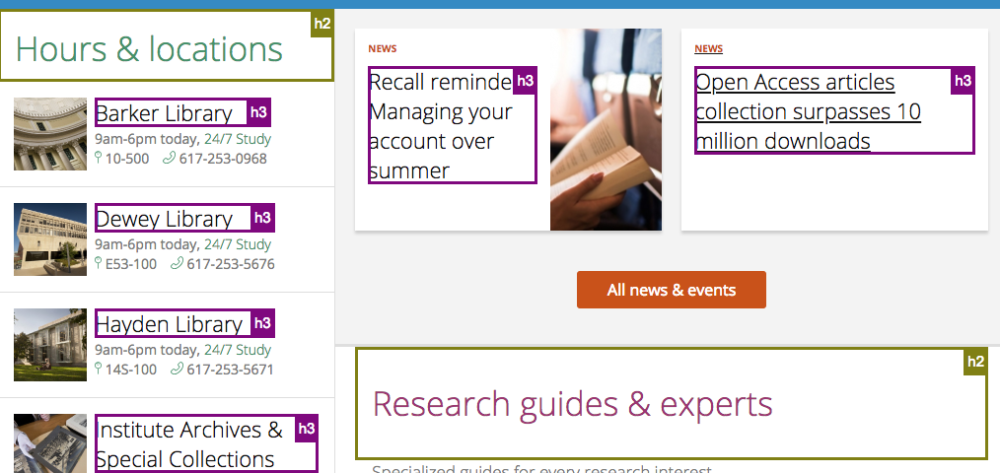 h2
Hours & locations
Barker Library h3
9am-6pm today, 24/7 Study
10-500 617-253-0968
Dewey Library h3
9am-6pm today, 24/7 Study
E53-100 617-253-5676
Hayden Library h3
9am-6pm today, 24/7 Study
14S-100 617-253-5671
Institute Archives & h3
Special Collections
NEWS
Recall reminde h3
Managing your
account over
summer
NEWS
Open Access articles h3
collection surpasses 10
million downloads
All news & events
h2
Research guides & experts
Specialized guides for every research interest